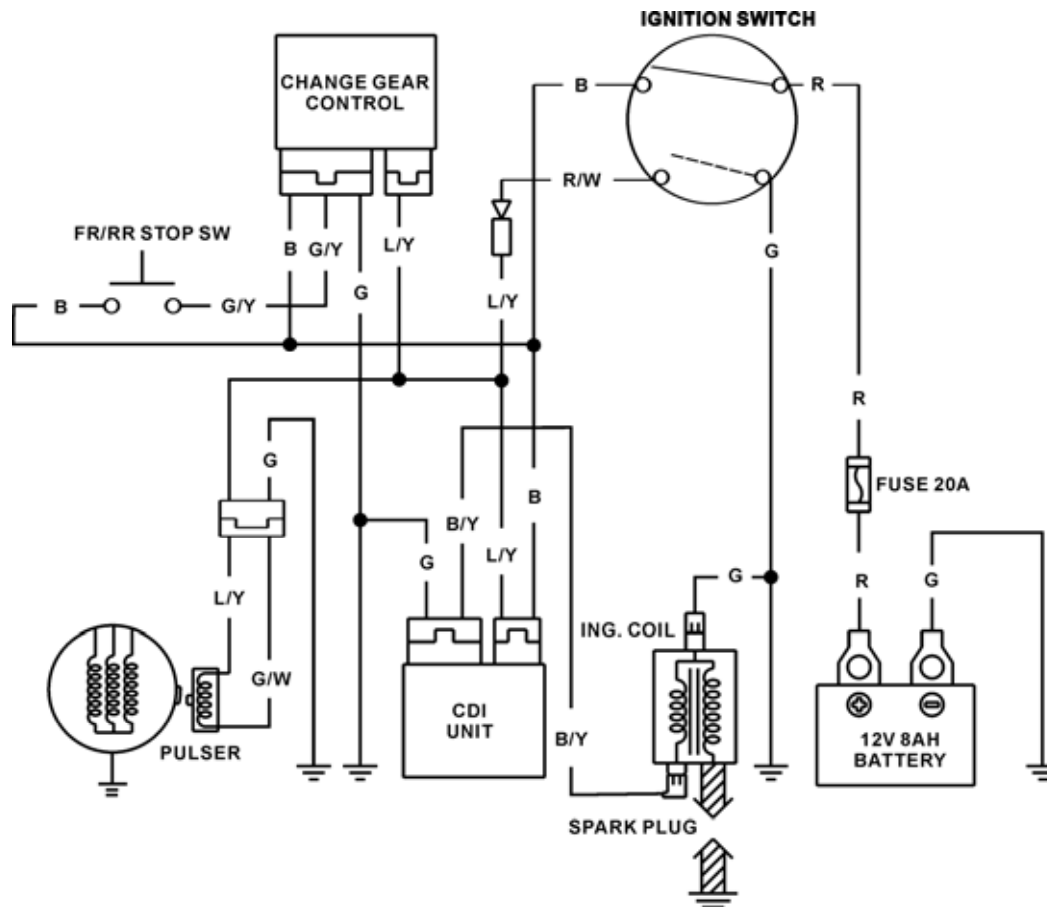 IGNITION SWITCH
CHANGE GEAR
CONTROL
B
R
R/W
FR/RR STOP SW
B
G/Y
L/Y
G
G
B
G/Y
L/Y
R
G
FUSE 20A
B/Y
B
L/Y
G
R
G
G
L/Y
ING. COIL
G/W
CDI
UNIT
B/Y
PULSER
12V 8AH
BATTERY
SPARK PLUG